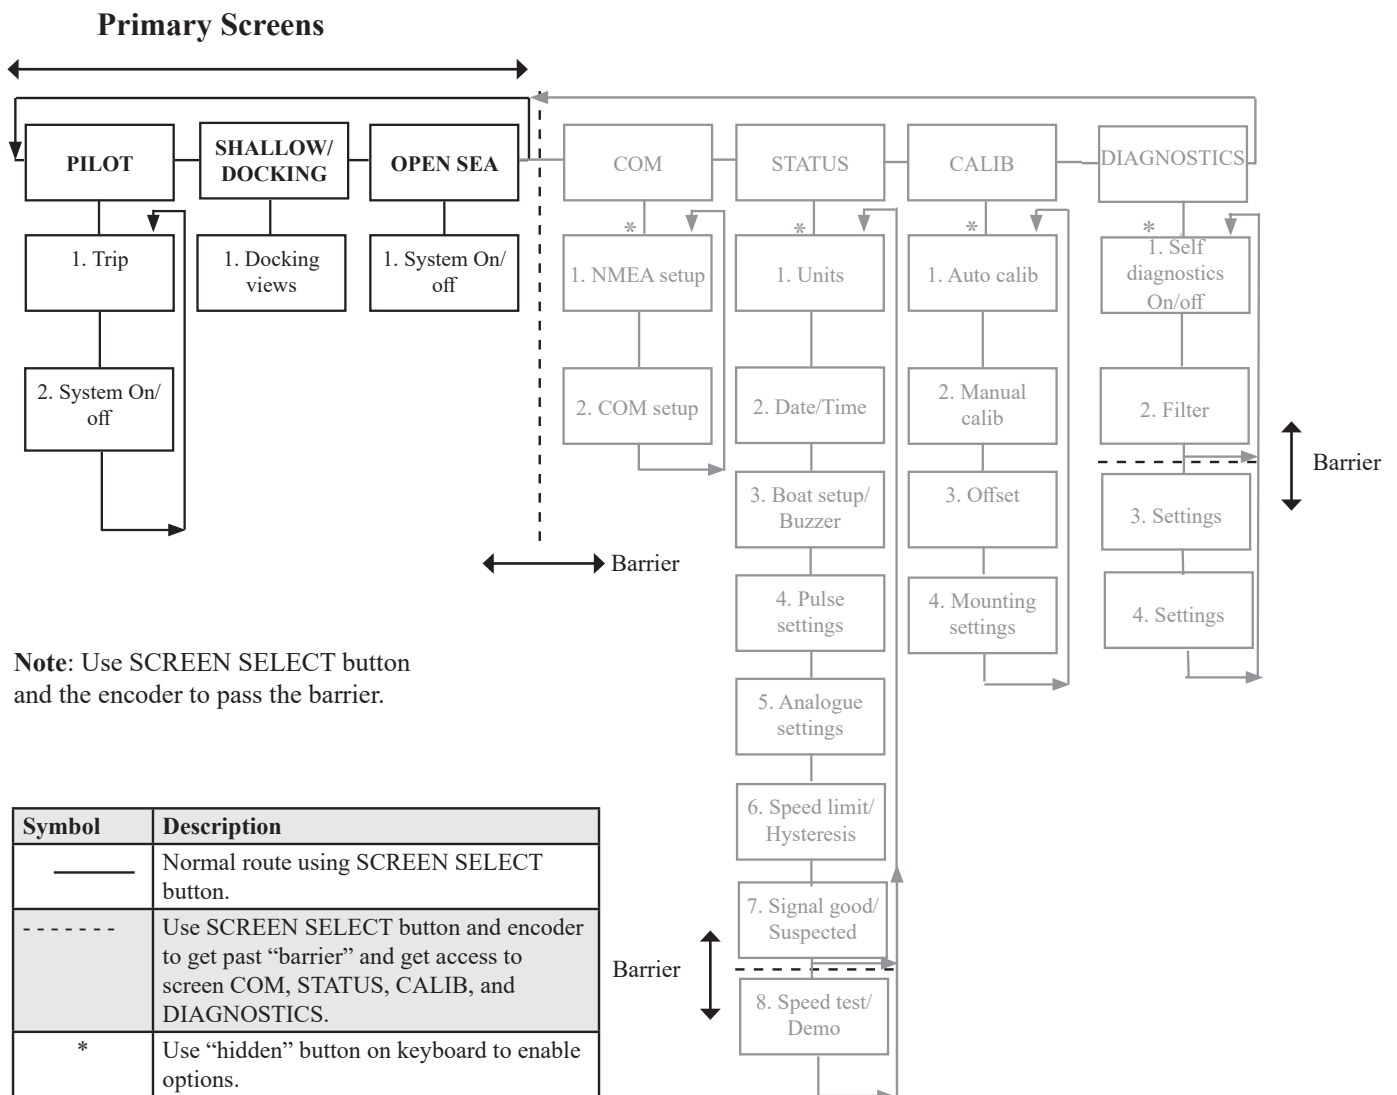 Primary Screens
PILOT
SHALLOW/
DOCKING
OPEN SEA
COM
STATUS
CALIB
DIAGNOSTICS
1. Trip
1. Docking
views
1. System On/
off
*
1. NMEA setup
*
1. Units
*
1. Auto calib
*
1. Self
diagnostics
On/off
2. System On/
off
2. COM setup
2. Date/Time
2. Manual
calib
2. Filter
Barrier
3. Boat setup/
Buzzer
3. Offset
3. Settings
Barrier
4. Pulse
settings
4. Mounting
settings
4. Settings
Note: Use SCREEN SELECT button
and the encoder to pass the barrier.
5. Analogue
settings
6. Speed limit/
Hysteresis
7. Signal good/
Suspected
Barrier
8. Speed test/
Demo
Symbol Description
Normal route using SCREEN SELECT
button.
- - - - - - - Use SCREEN SELECT button and encoder
to get past “barrier” and get access to
screen COM, STATUS, CALIB, and
DIAGNOSTICS.
* Use “hidden” button on keyboard to enable
options.